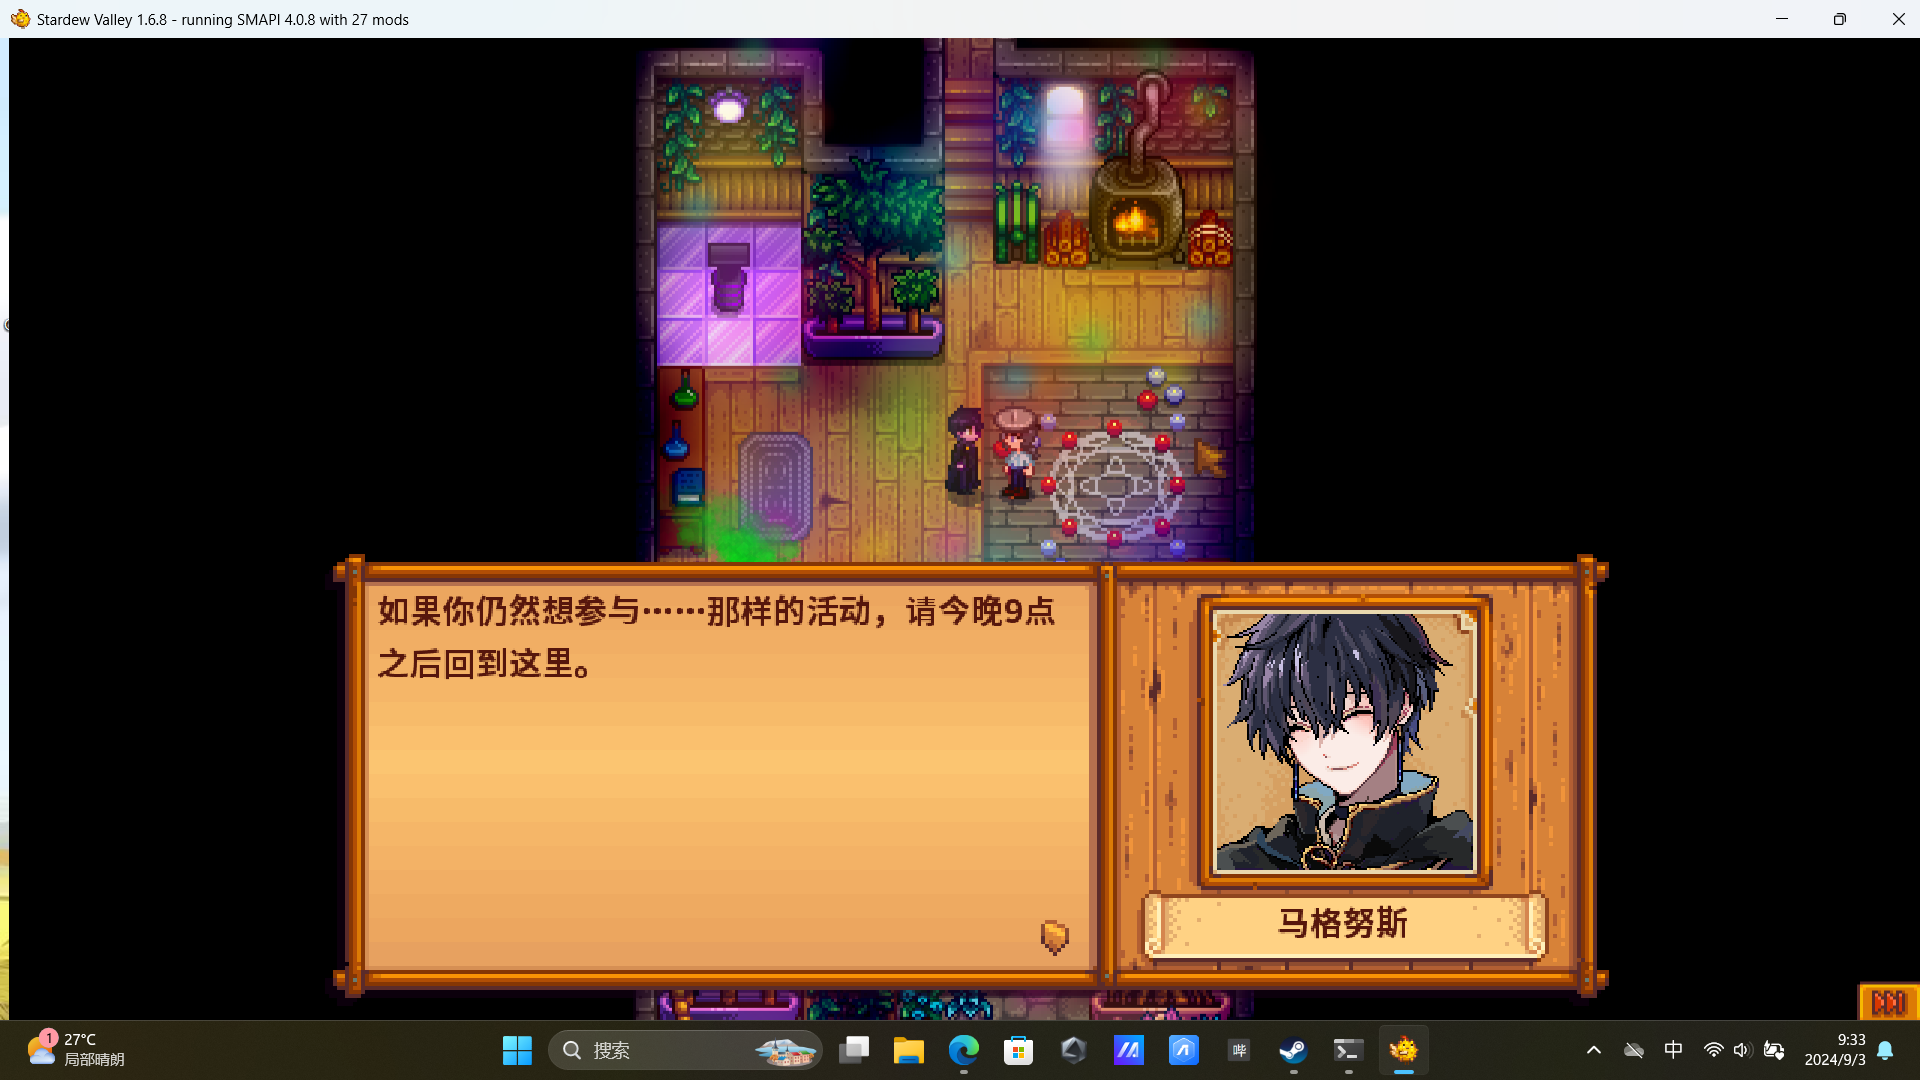 Stardew Valley 1.6.8 - running SMAPI 4.0.8 with 27 mods
如果你仍然想参与……那样的活动，请今晚9点
之后回到这里。
马格努斯
1
27°C
局部晴朗
搜索
哔
中
9:33
2024/9/3